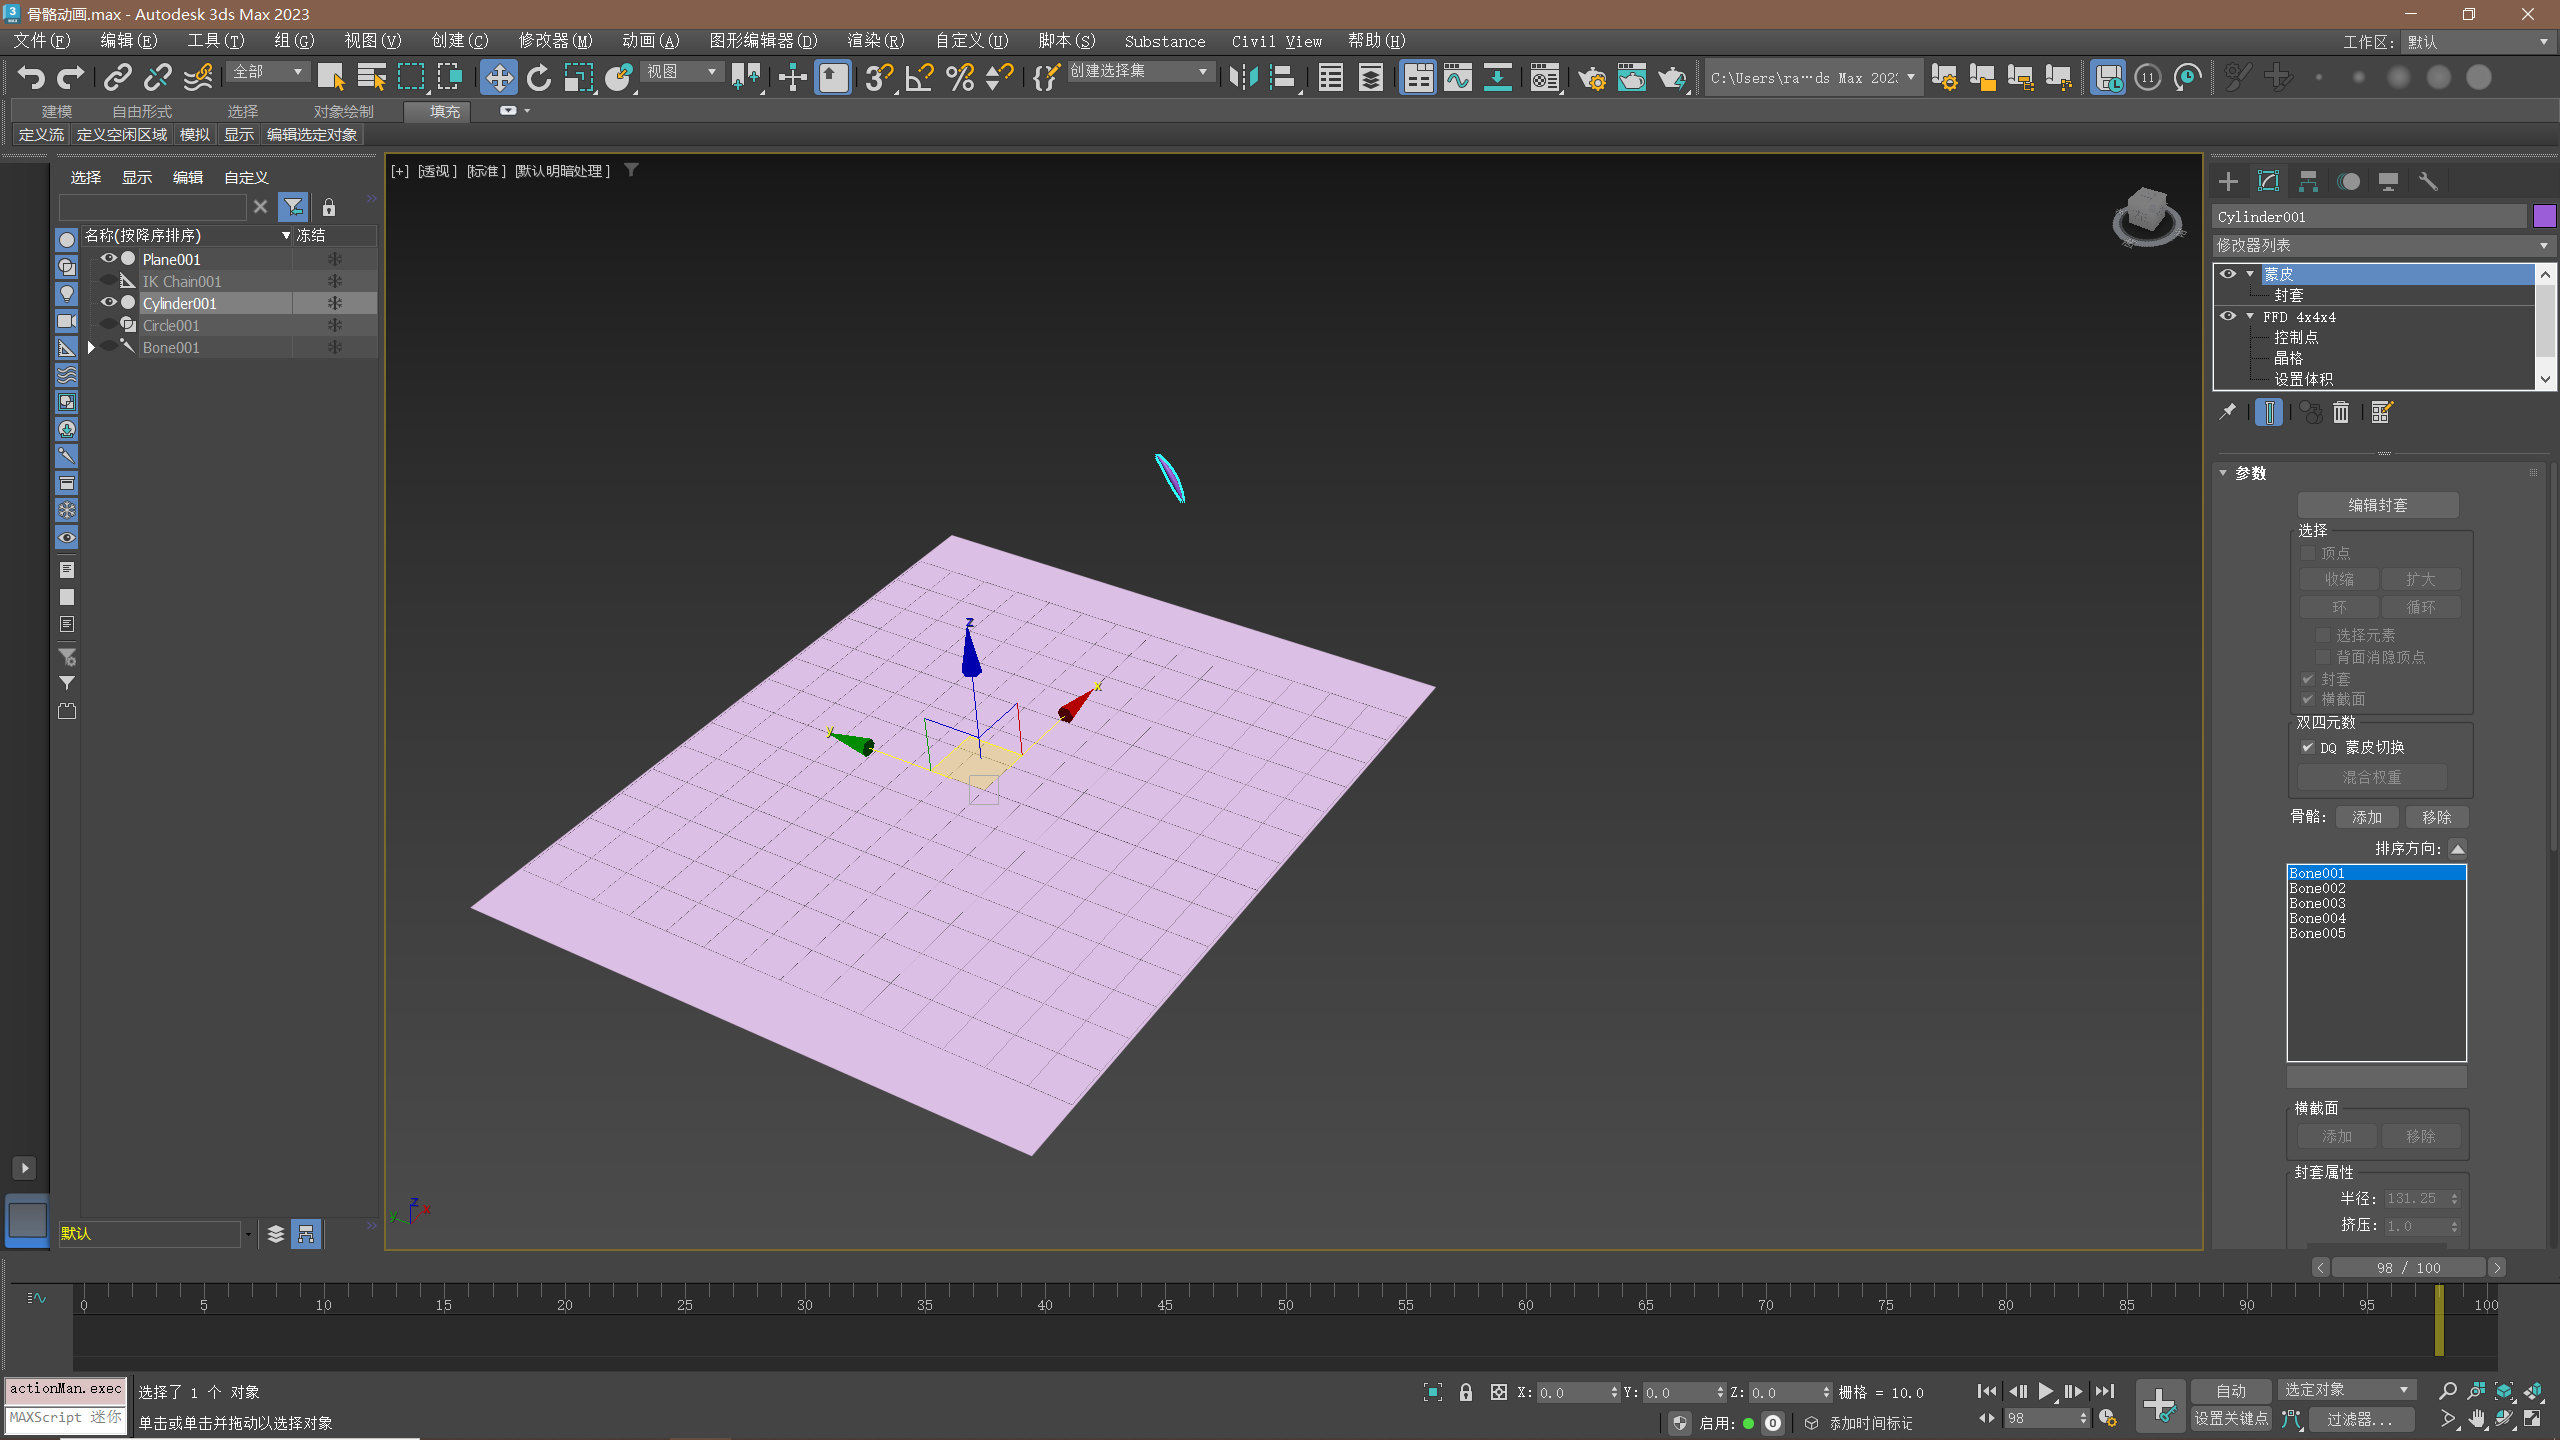 骨骼动画.max - Autodesk 3ds Max 2023
文件(F) 编辑(E) 工具(T) 组(G) 视图(V) 创建(C) 修改器(M) 动画(A) 图形编辑器(D) 渲染(R) 自定义(U) 脚本(S) Substance Civil View 帮助(H) 工作区: 默认
全部 视图 创建选择集 C:\Users\ra···ds Max 2023 11
建模 自由形式 选择 对象绘制 填充
定义流 定义空闲区域 模拟 显示 编辑选定对象
选择 显示 编辑 自定义
名称(按降序排序) 冻结
Plane001
IK Chain001
Cylinder001
Circle001
Bone001
默认
[+] [透视] [标准] [默认明暗处理]
z
x
y
z
y x
Cylinder001
修改器列表
蒙皮
封套
FFD 4x4x4
控制点
晶格
设置体积
参数
编辑封套
选择
顶点
收缩 扩大
环 循环
选择元素
背面消隐顶点
封套
横截面
双四元数
DQ 蒙皮切换
混合权重
骨骼: 添加 移除
排序方向:
Bone001
Bone002
Bone003
Bone004
Bone005
横截面
添加 移除
封套属性
半径: 131.25
挤压: 1.0
98 / 100
0 5 10 15 20 25 30 35 40 45 50 55 60 65 70 75 80 85 90 95 100
actionMan.exec
MAXScript 迷你
选择了 1 个 对象
单击或单击并拖动以选择对象
X: 0.0 Y: 0.0 Z: 0.0 栅格 = 10.0
启用: 添加时间标记
98
自动 选定对象
设置关键点 过滤器...